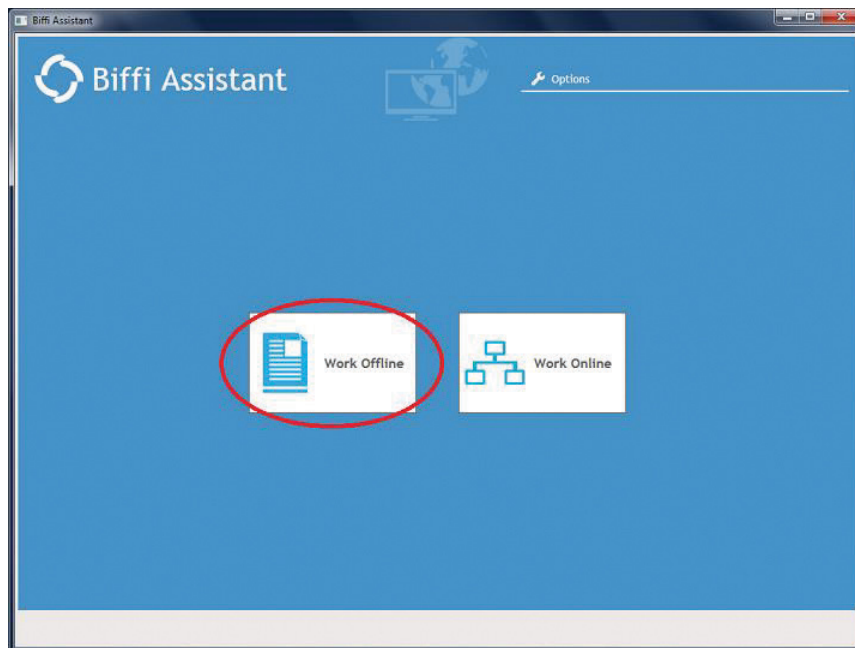 Biffi Assistant
Biffi Assistant
Options
Work Offline
Work Online